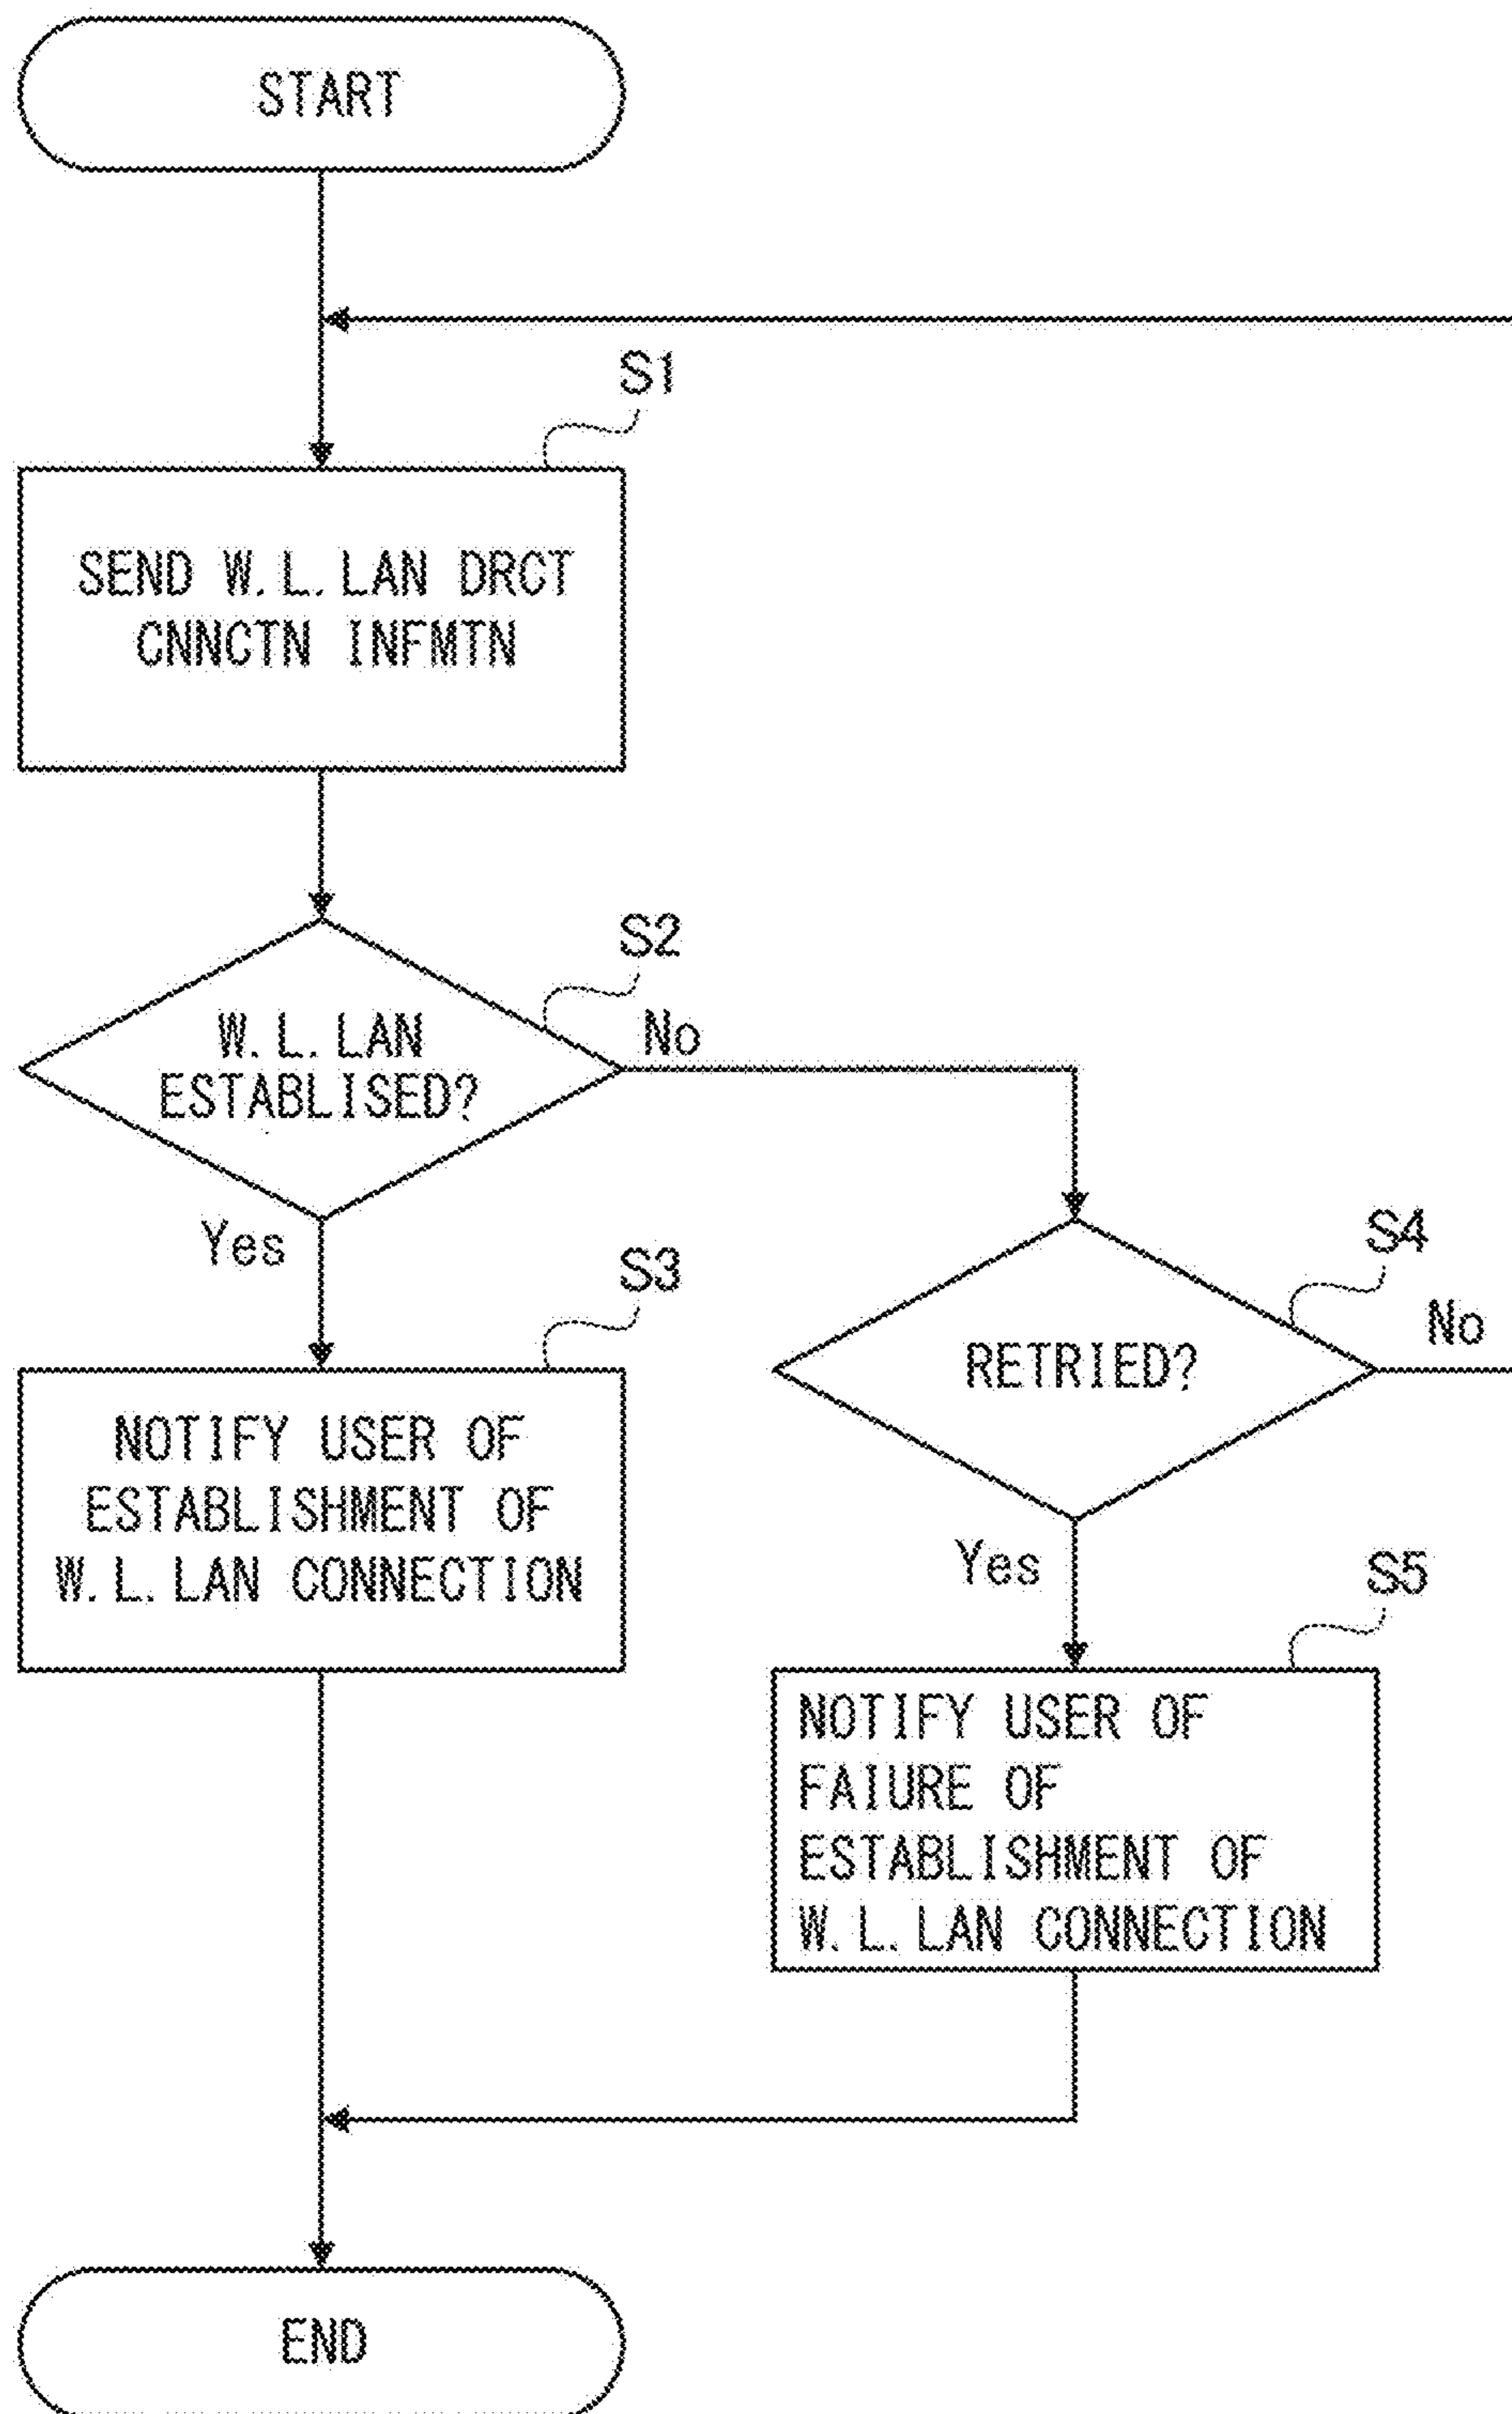 START
S1
SEND W.L.LAN DRCT
CNNCTN INFMTN
S2
W.L.LAN
ESTABLISED?
No
Yes
S3
NOTIFY USER OF
ESTABLISHMENT OF
W.L.LAN CONNECTION
S4
RETRIED?
No
Yes
S5
NOTIFY USER OF
FAIURE OF
ESTABLISHMENT OF
W.L.LAN CONNECTION
END